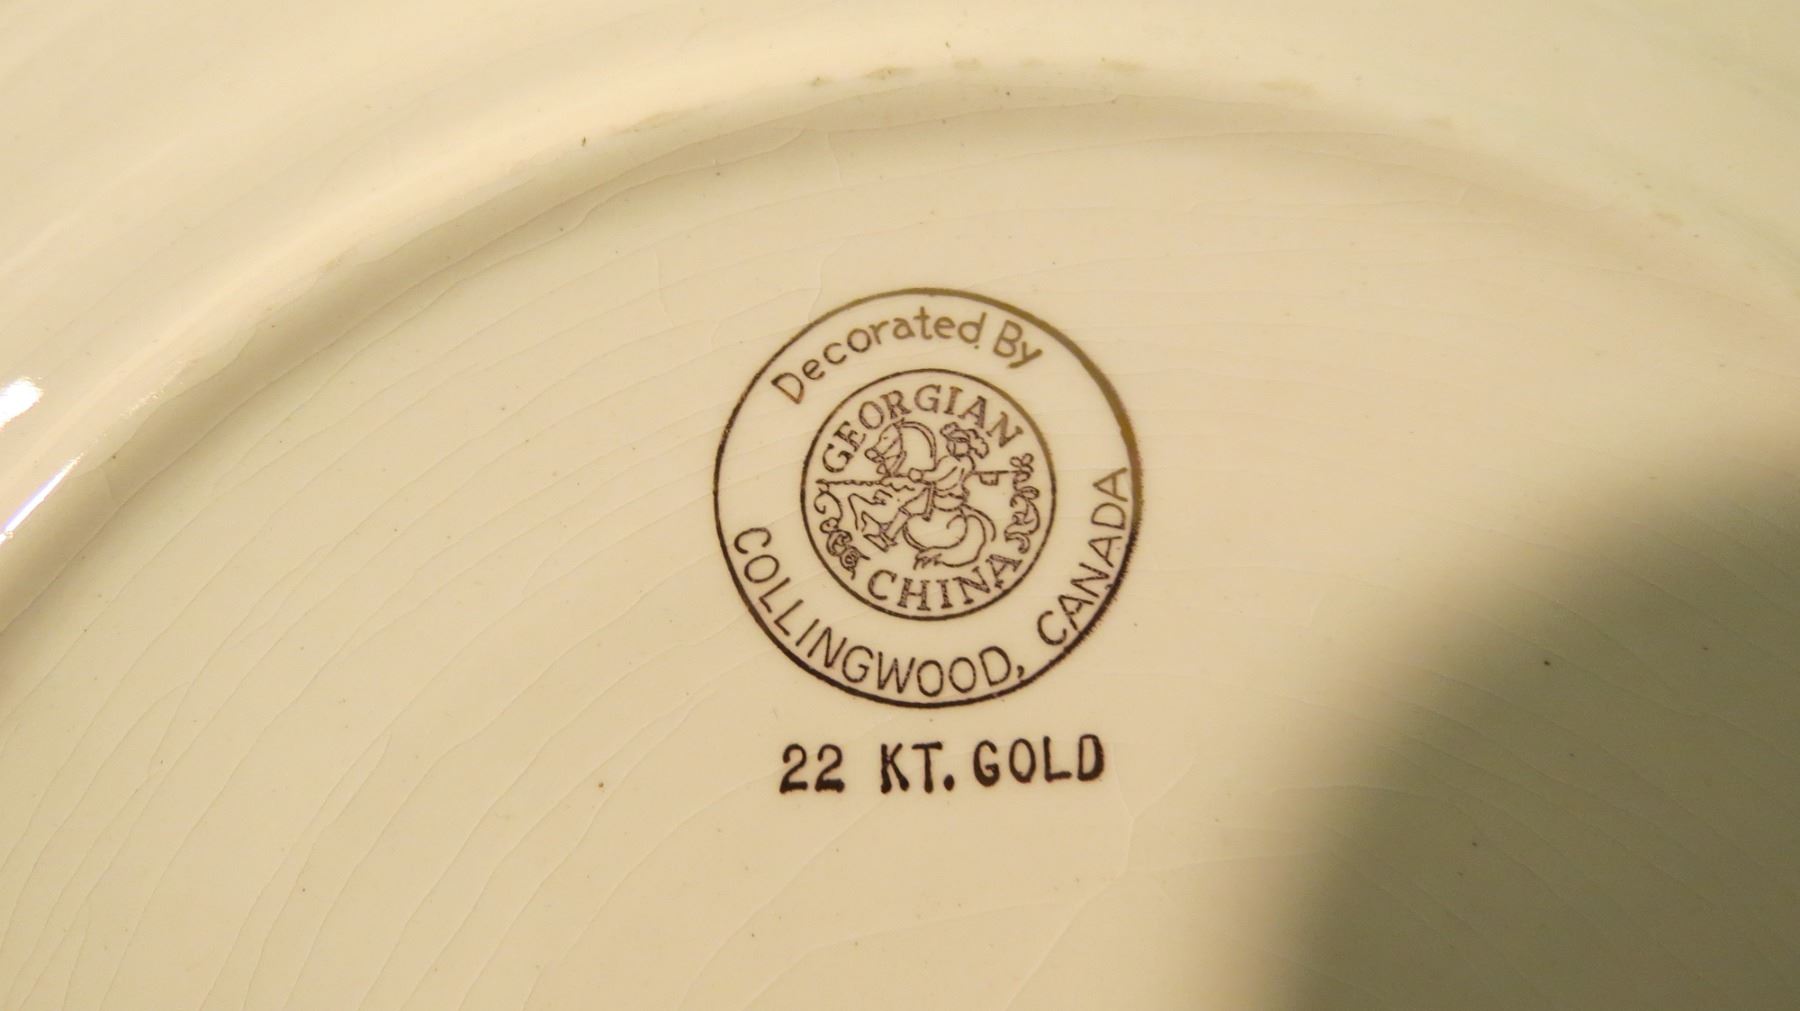 Decorated By
GEORGIAN
CHINA
COLLINGWOOD, CANADA
22 KT. GOLD